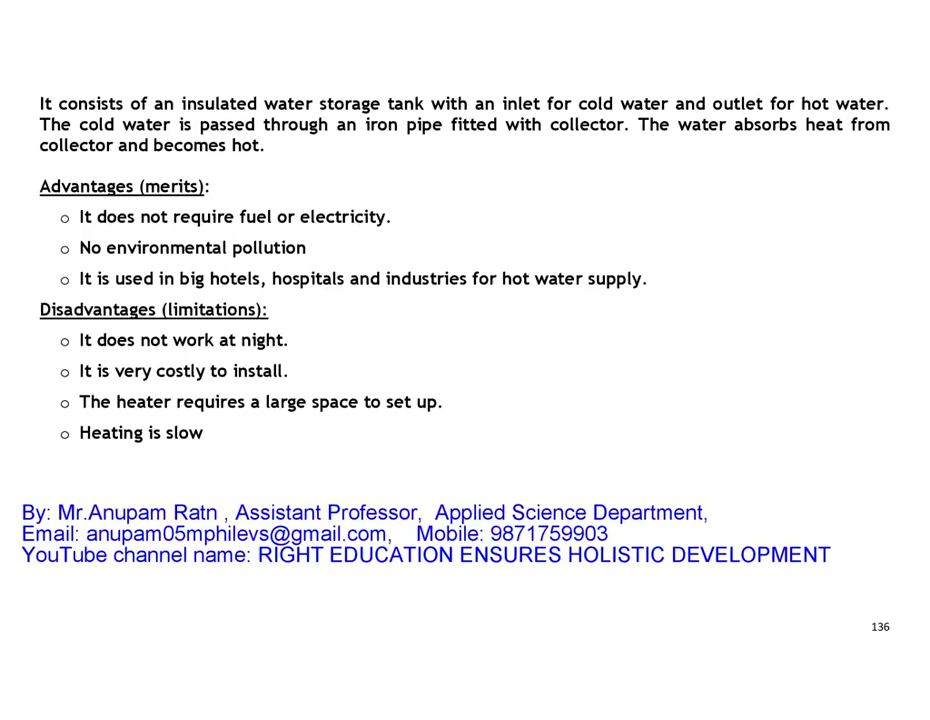 It consists of an insulated water storage tank with an inlet for cold water and outlet for hot water.
The cold water is passed through an iron pipe fitted with collector. The water absorbs heat from
collector and becomes hot.
Advantages (merits):
o It does not require fuel or electricity.
o No environmental pollution
o It is used in big hotels, hospitals and industries for hot water supply.
Disadvantages (limitations):
o It does not work at night.
o It is very costly to install.
o The heater requires a large space to set up.
o Heating is slow
By: Mr.Anupam Ratn , Assistant Professor, Applied Science Department,
Email: anupam05mphilevs@gmail.com, Mobile: 9871759903
YouTube channel name: RIGHT EDUCATION ENSURES HOLISTIC DEVELOPMENT
136